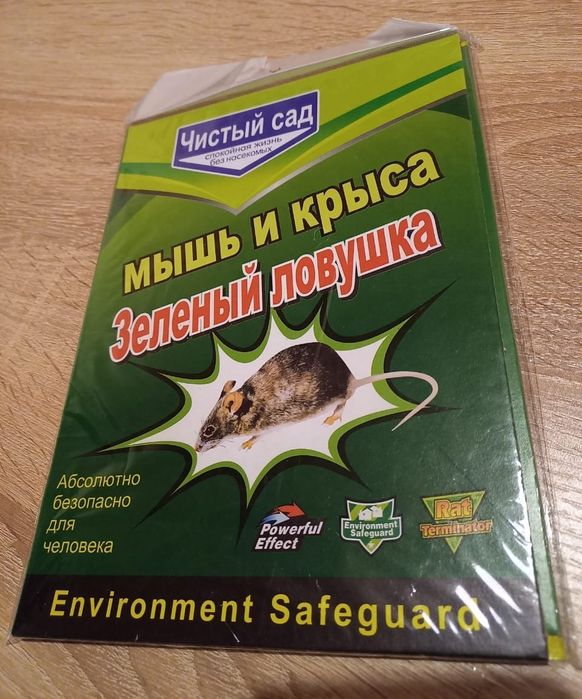 Чистый сад
спокойная жизнь
без насекомых
мышь и крыса
Зеленый ловушка
Абсолютно
безопасно
для
человека
Powerful
Effect
Environment
Safeguard
Rat
Terminator
Environment Safeguard